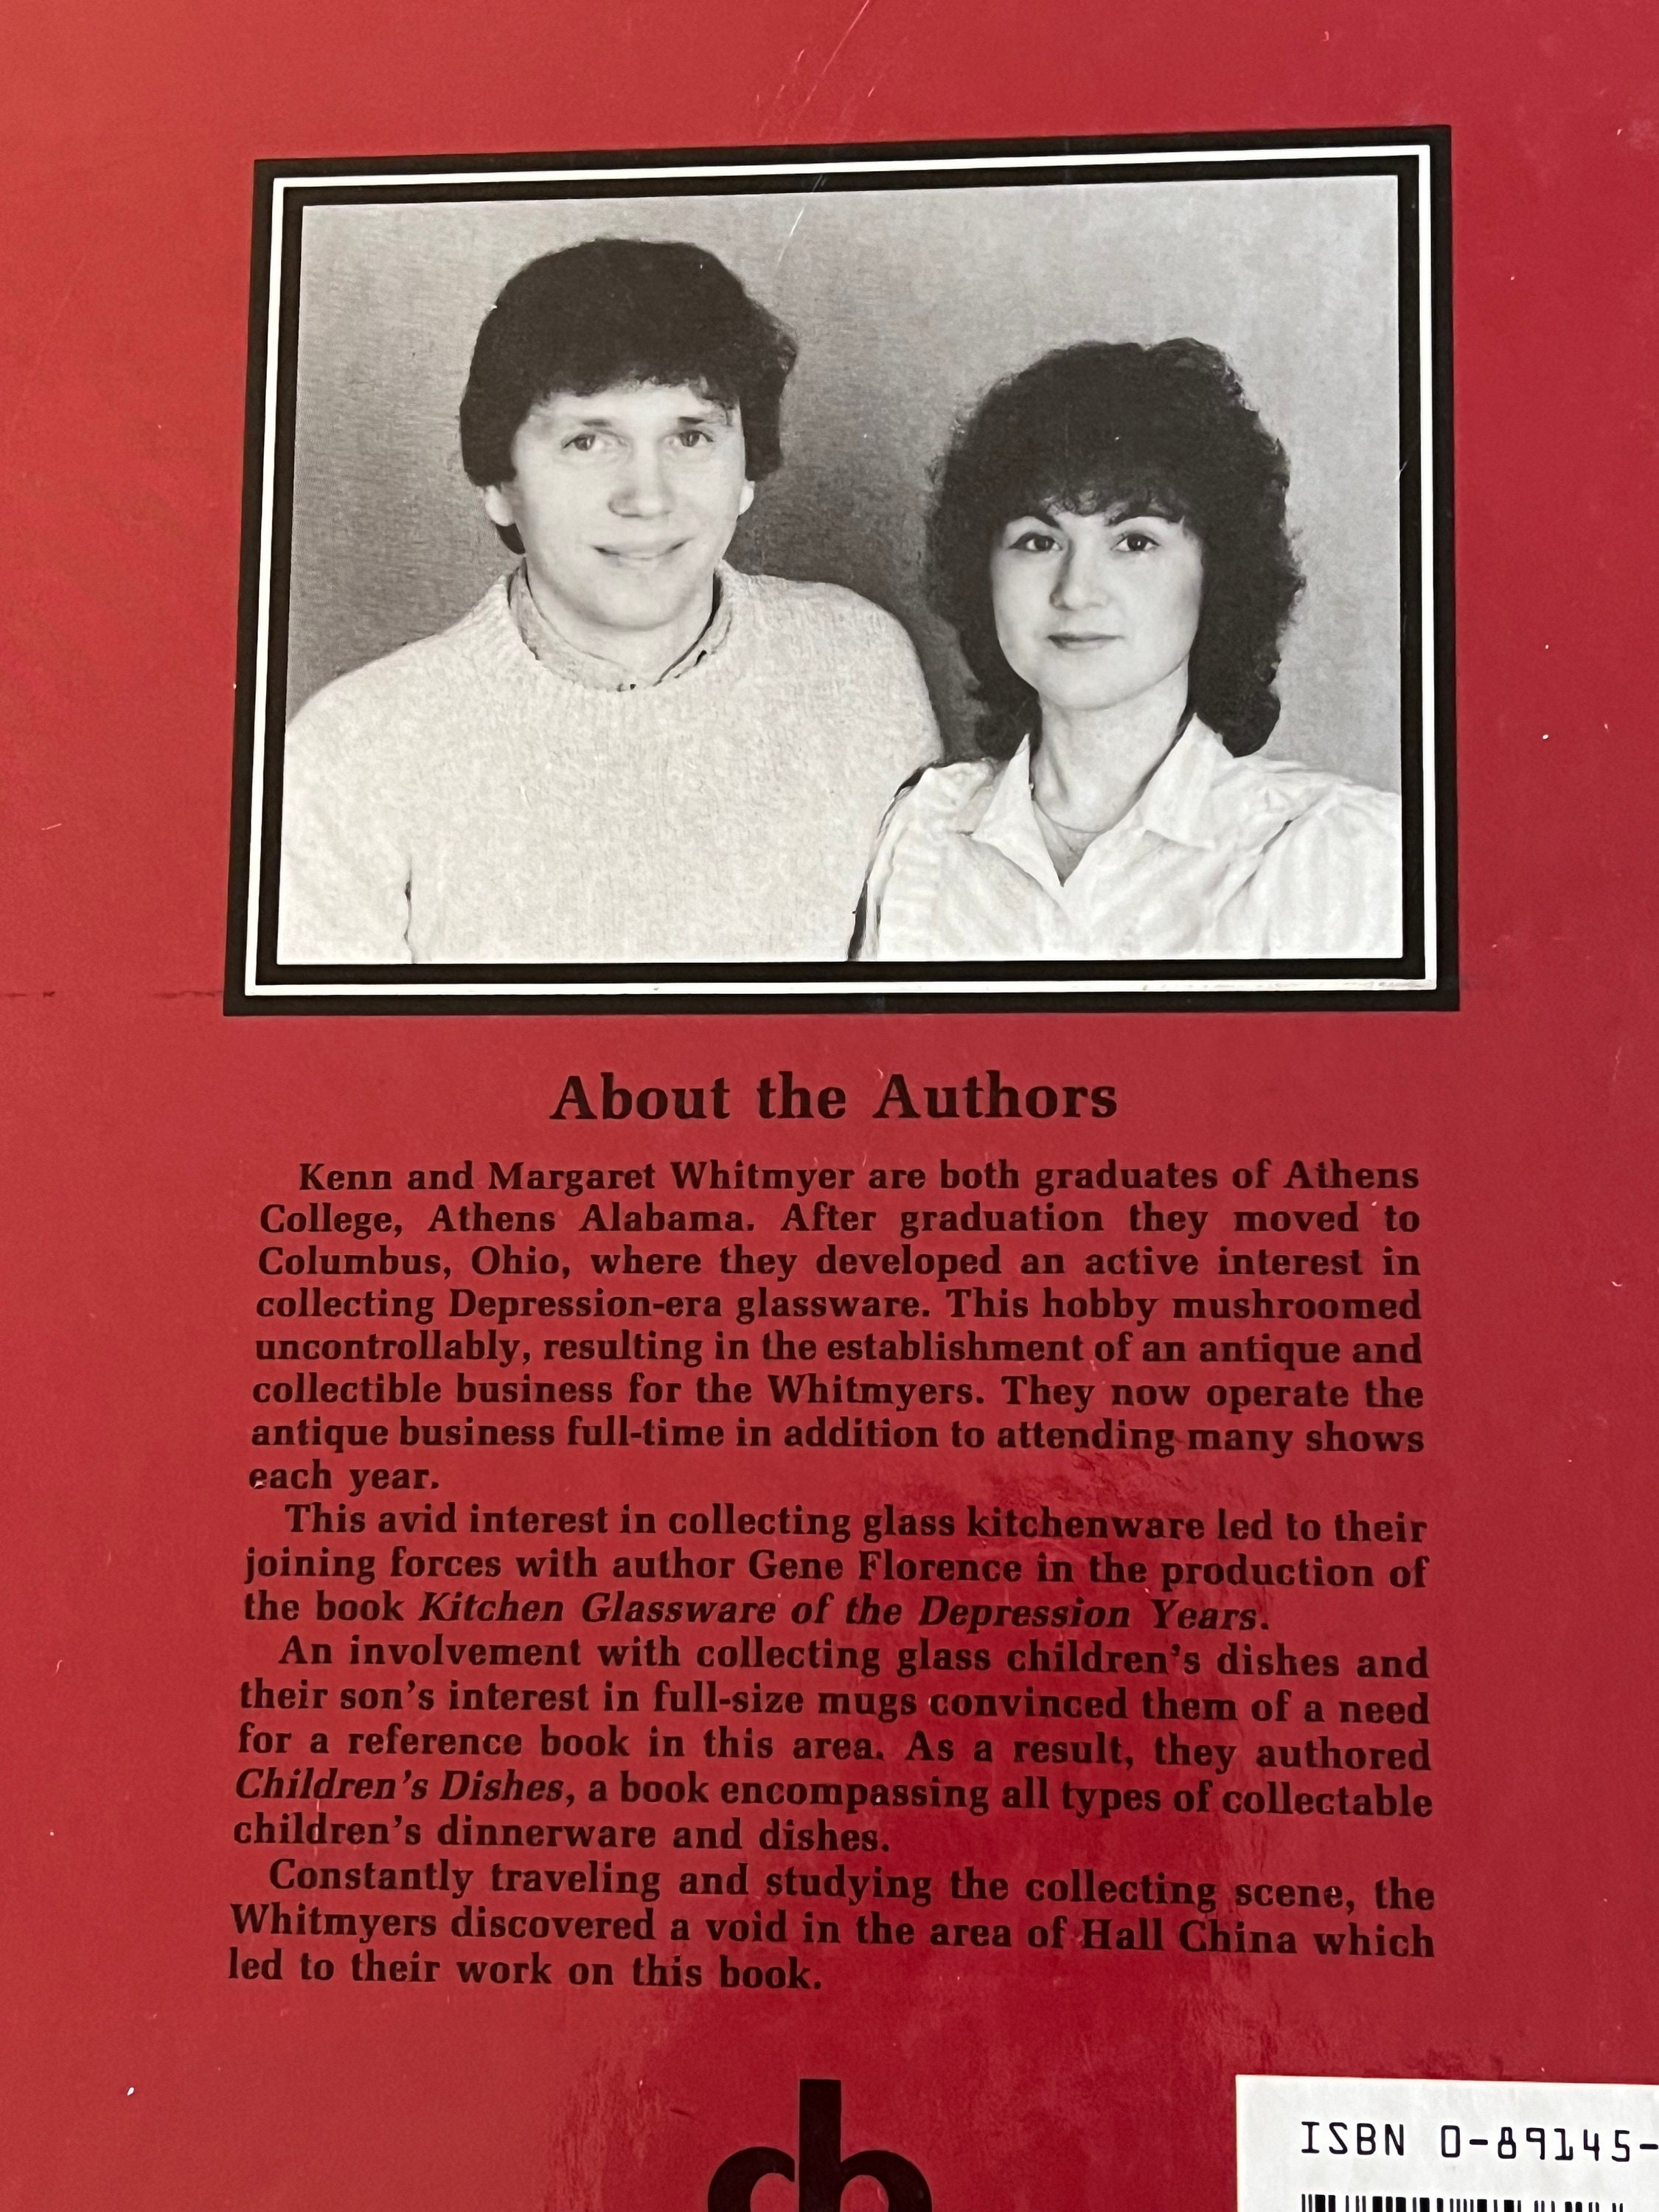 About the Authors
Kenn and Margaret Whitmyer are both graduates of Athens
College, Athens Alabama. After graduation they moved to
Columbus, Ohio, where they developed an active interest in
collecting Depression-era glassware. This hobby mushroomed
uncontrollably, resulting in the establishment of an antique and
collectible business for the Whitmyers. They now operate the
antique business full-time in addition to attending many shows
each year.
This avid interest in collecting glass kitchenware led to their
joining forces with author Gene Florence in the production of
the book Kitchen Glassware of the Depression Years.
An involvement with collecting glass children's dishes and
their son's interest in full-size mugs convinced them of a need
for a reference book in this area. As a result, they authored
Children's Dishes, a book encompassing all types of collectable
children's dinnerware and dishes.
Constantly traveling and studying the collecting scene, the
Whitmyers discovered a void in the area of Hall China which
led to their work on this book.
cb
ISBN 0-89145-